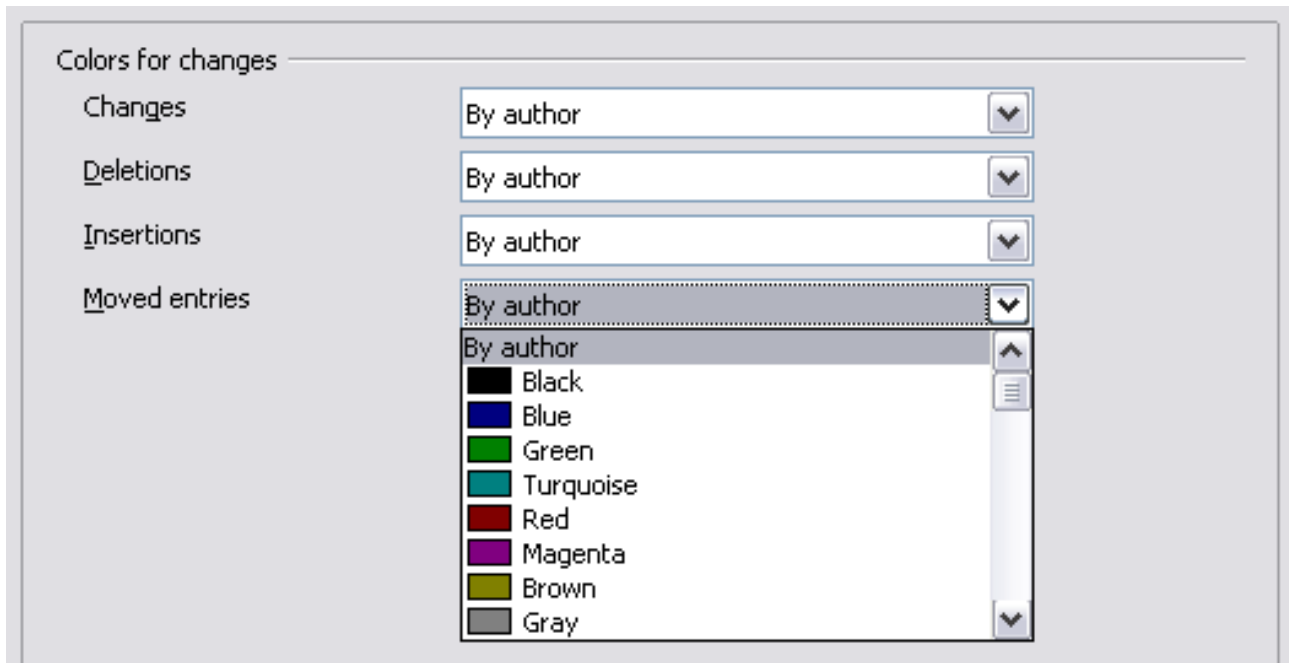 Colors for changes
Changes By author
Deletions By author
Insertions By author
Moved entries By author
By author
Black
Blue
Green
Turquoise
Red
Magenta
Brown
Gray